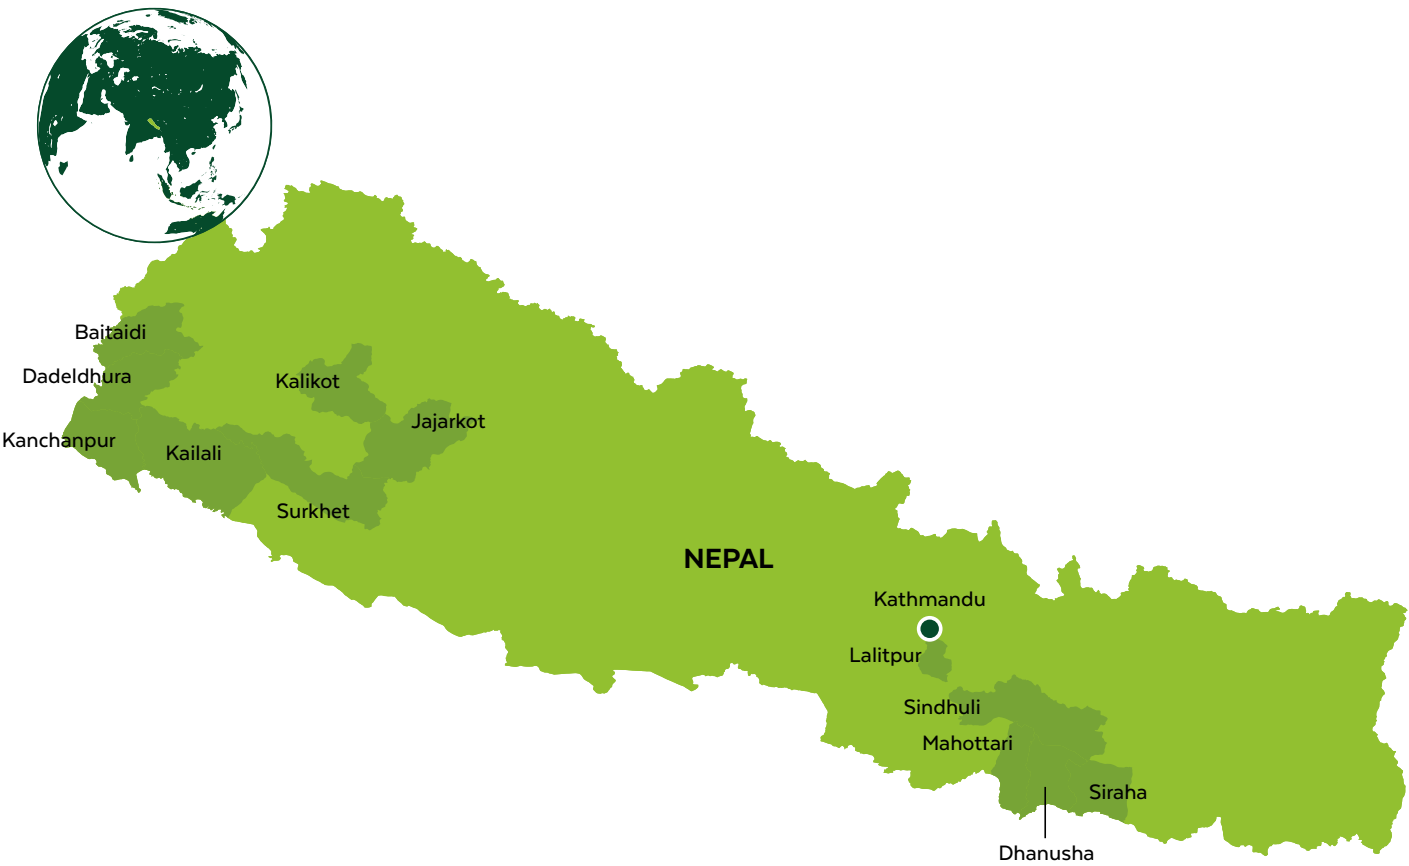 Baitaidi
Dadeldhura
Kalikot
Jajarkot
Kanchanpur
Kailali
Surkhet
NEPAL
Kathmandu
Lalitpur
Sindhuli
Mahottari
Siraha
Dhanusha